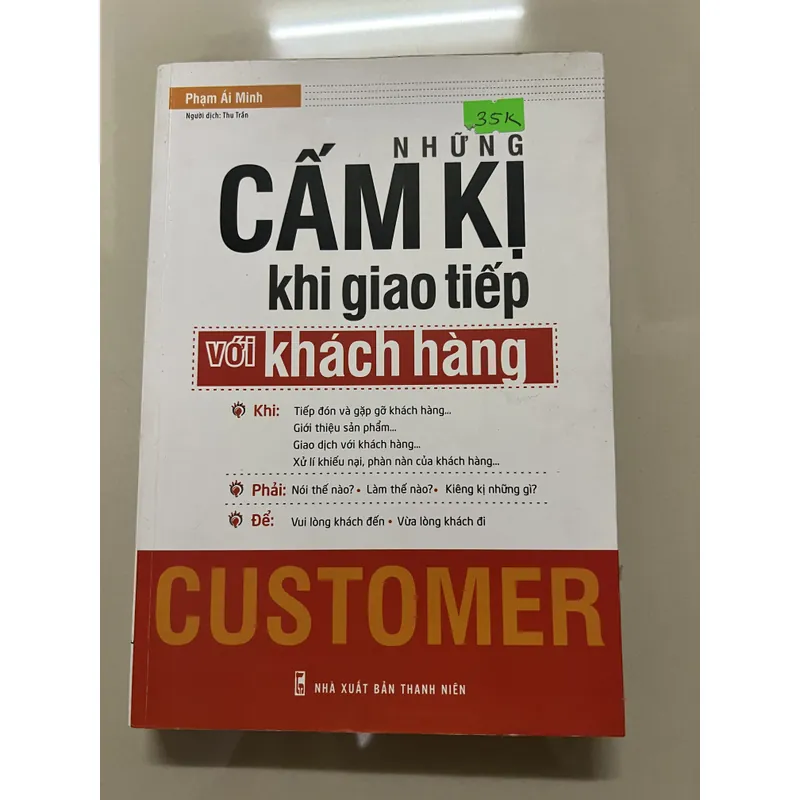 Phạm Ái Minh
Người dịch: Thu Trần
35K
NHỮNG
CẤM KỊ
khi giao tiếp
với khách hàng
Khi: Tiếp đón và gặp gỡ khách hàng...
Giới thiệu sản phẩm...
Giao dịch với khách hàng...
Xử lí khiếu nại, phàn nàn của khách hàng...
Phải: Nói thế nào? • Làm thế nào? • Kiêng kị những gì?
Để: Vui lòng khách đến • Vừa lòng khách đi
CUSTOMER
NHÀ XUẤT BẢN THANH NIÊN